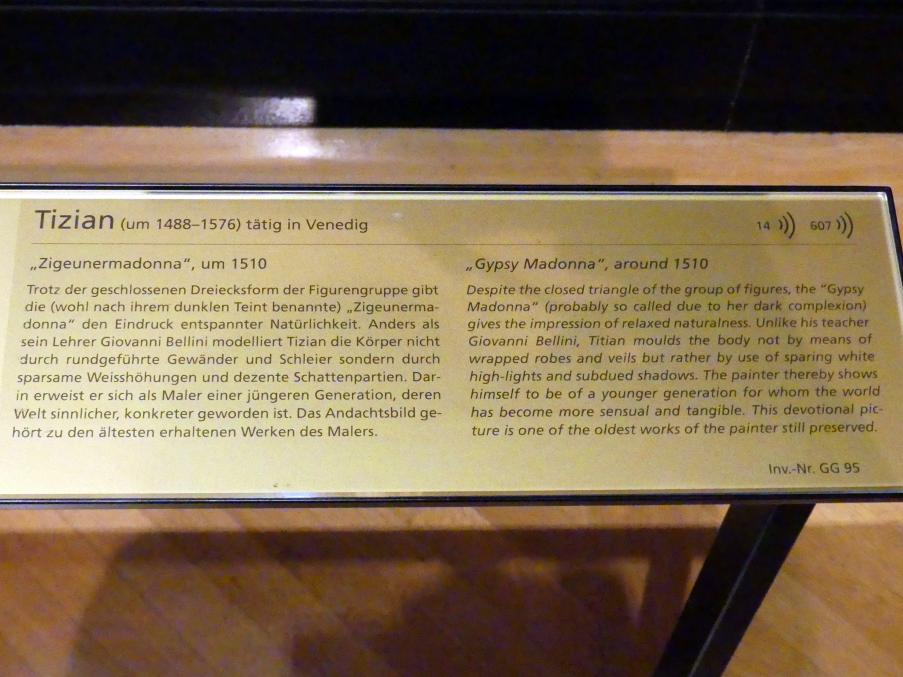 Tizian (um 1488–1576) tätig in Venedig
14 607
„Zigeunermadonna“, um 1510
Trotz der geschlossenen Dreiecksform der Figurengruppe gibt
die (wohl nach ihrem dunklen Teint benannte) „Zigeunerma-
donna“ den Eindruck entspannter Natürlichkeit. Anders als
sein Lehrer Giovanni Bellini modelliert Tizian die Körper nicht
durch rundgeführte Gewänder und Schleier sondern durch
sparsame Weisshöhungen und dezente Schattenpartien. Dar-
in erweist er sich als Maler einer jüngeren Generation, deren
Welt sinnlicher, konkreter geworden ist. Das Andachtsbild ge-
hört zu den ältesten erhaltenen Werken des Malers.
„Gypsy Madonna“, around 1510
Despite the closed triangle of the group of figures, the “Gypsy
Madonna” (probably so called due to her dark complexion)
gives the impression of relaxed naturalness. Unlike his teacher
Giovanni Bellini, Titian moulds the body not by means of
wrapped robes and veils but rather by use of sparing white
high-lights and subdued shadows. The painter thereby shows
himself to be of a younger generation for whom the world
has become more sensual and tangible. This devotional pic-
ture is one of the oldest works of the painter still preserved.
Inv.-Nr. GG 95